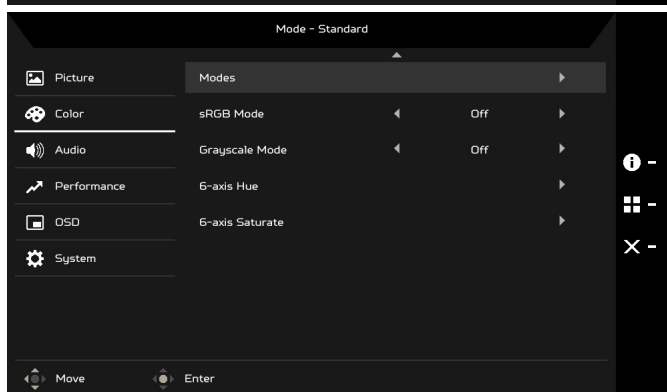 Mode - Standard
Picture
Modes
Color
sRGB Mode
Off
Audio
Grayscale Mode
Off
Performance
6-axis Hue
OSD
6-axis Saturate
System
Move
Enter